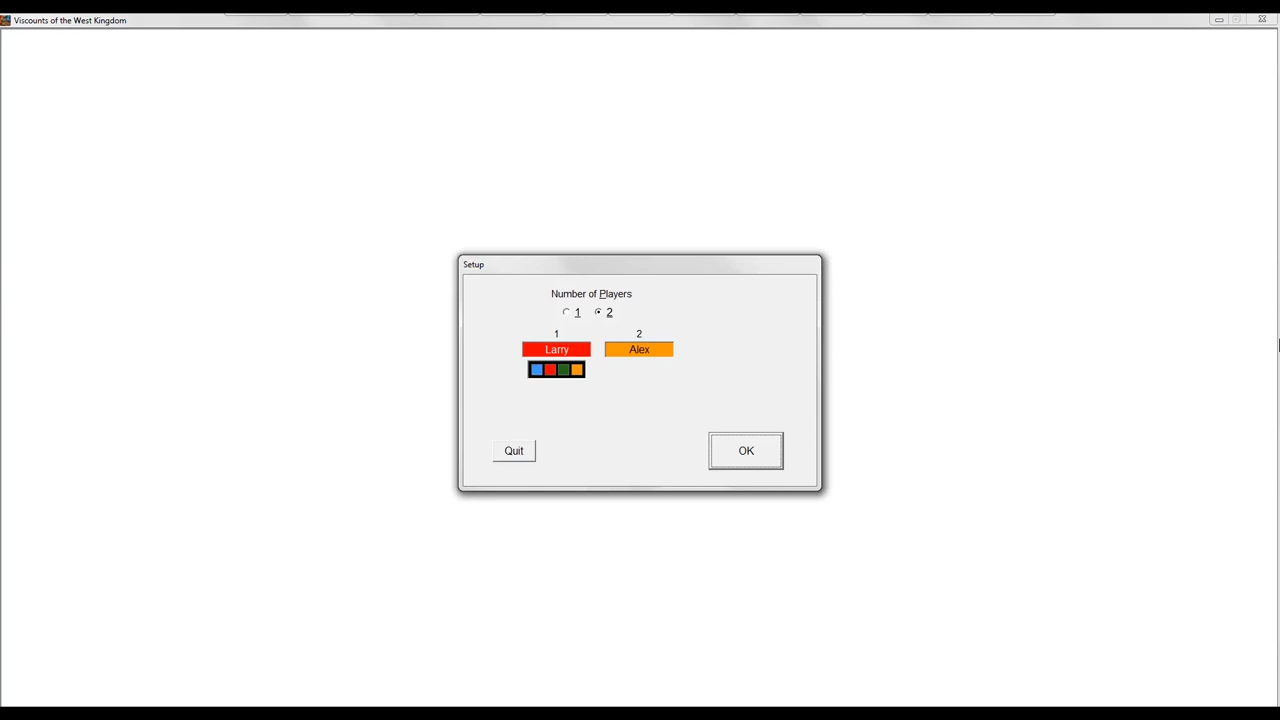 Viscounts of the West Kingdom
Setup
Number of Players
1 2
1 2
Larry Alex
Quit OK